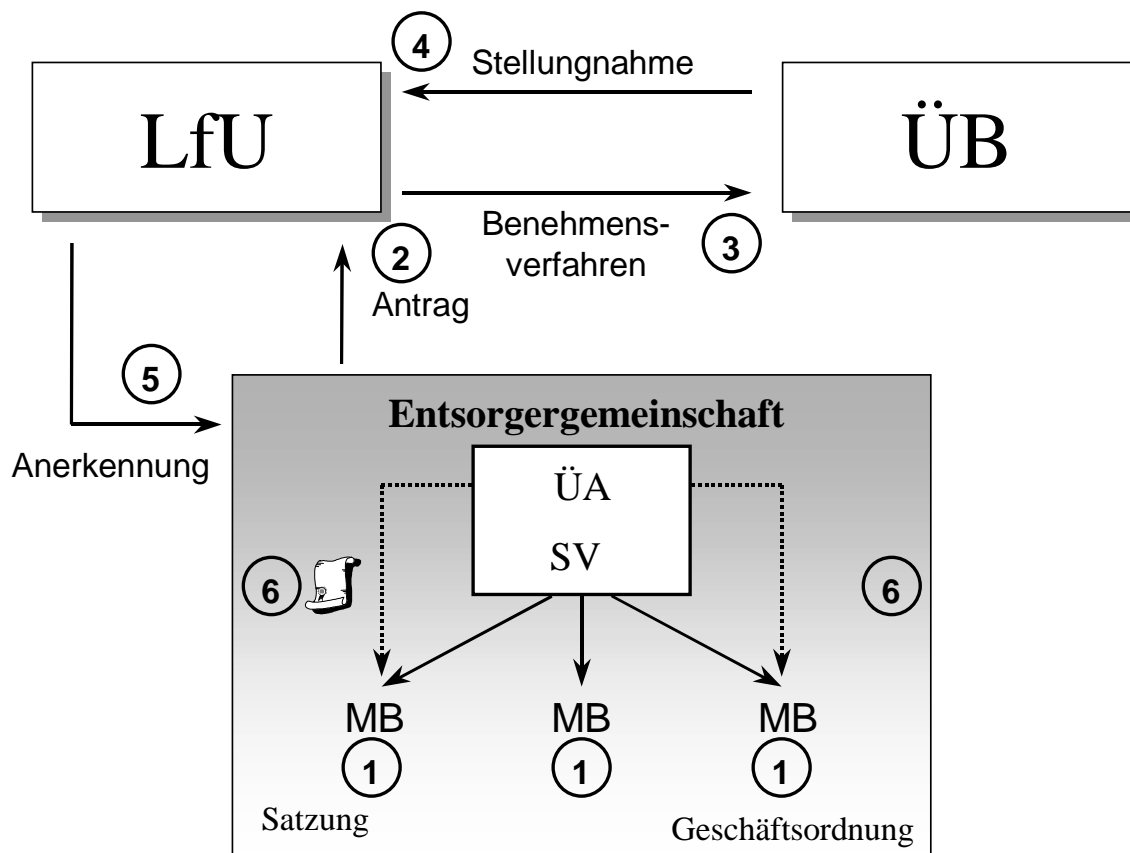 4
Stellungnahme
LfU
ÜB
Benehmens-
verfahren
3
2
Antrag
5
Anerkennung
Entsorgergemeinschaft
ÜA
SV
6
6
MB
MB
MB
1
1
1
Satzung
Geschäftsordnung